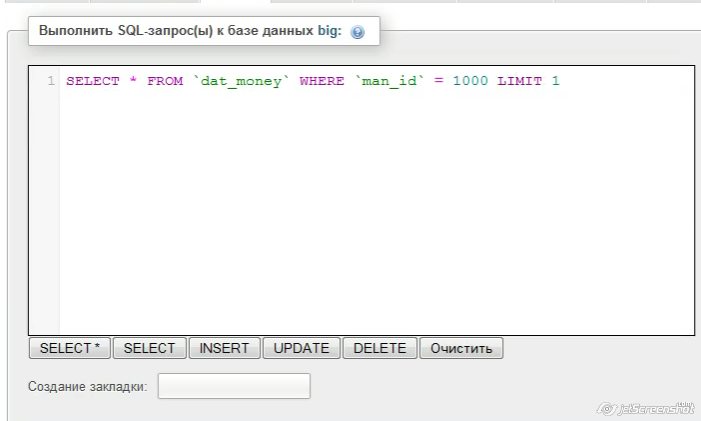 Выполнить SQL-запрос(ы) к базе данных big:
1 SELECT * FROM `dat_money` WHERE `man_id` = 1000 LIMIT 1
SELECT * SELECT INSERT UPDATE DELETE Очистить
Создание закладки:
jetScreenshot .com